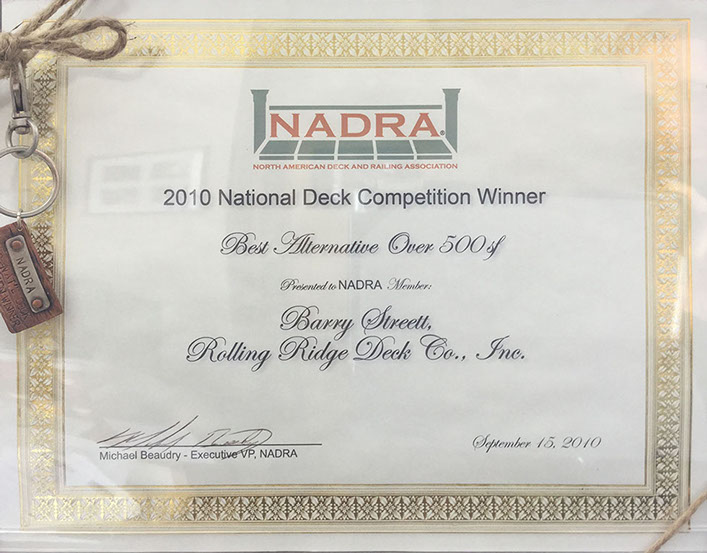 NADRA®
NORTH AMERICAN DECK AND RAILING ASSOCIATION
2010 National Deck Competition Winner
Best Alternative Over 500sf
Presented to NADRA Member:
Barry Streett,
Rolling Ridge Deck Co., Inc.
September 15, 2010
Michael Beaudry - Executive VP, NADRA
NADRA